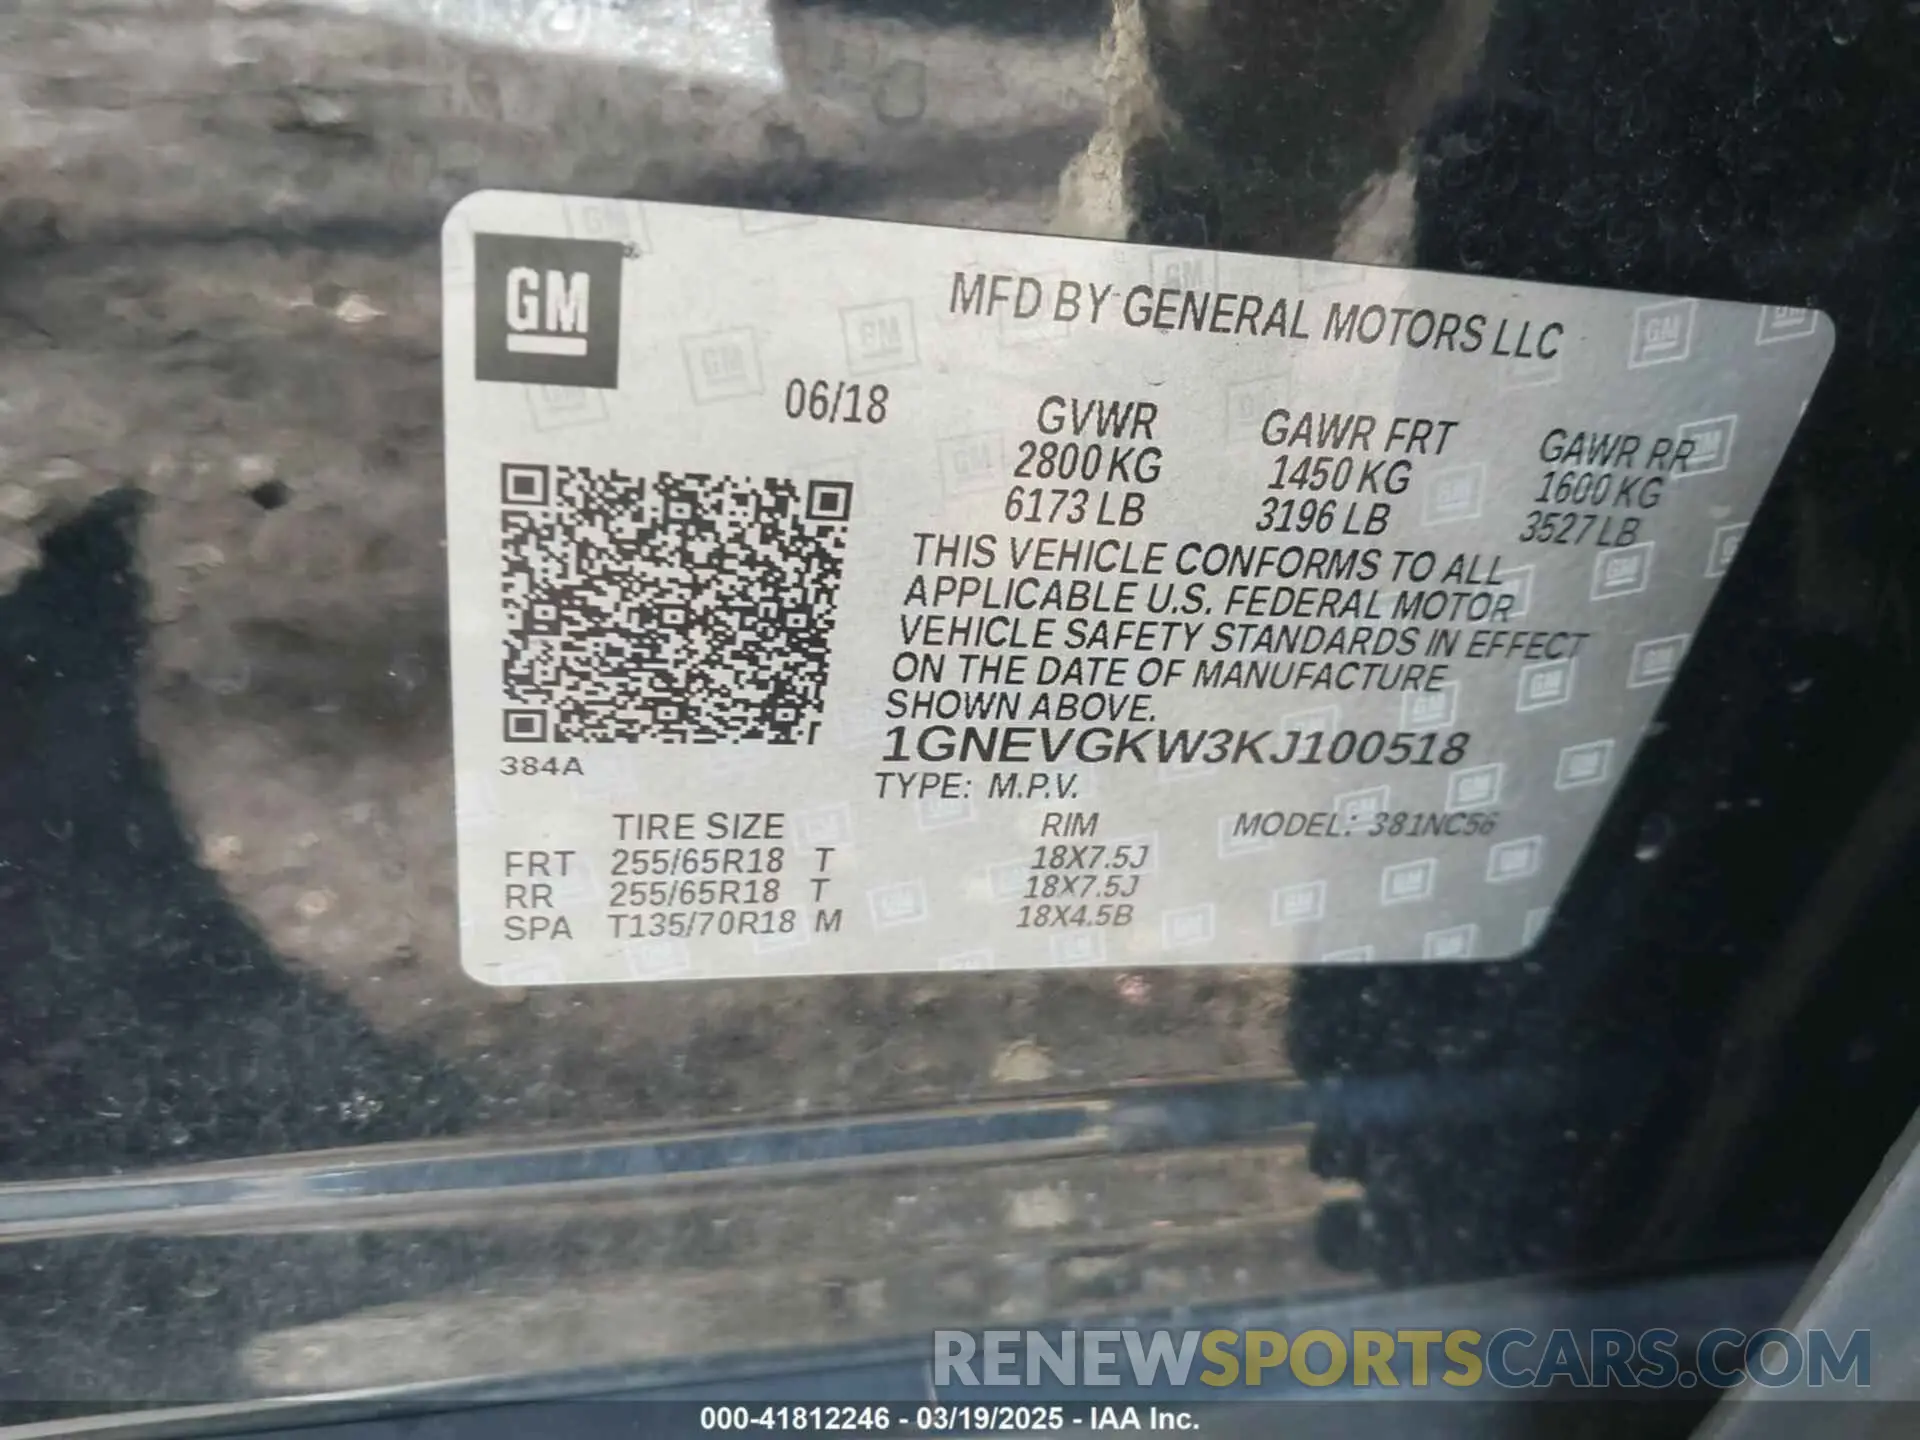 GM
MFD BY GENERAL MOTORS LLC
06/18
GVWR GAWR FRT GAWR RR
2800 KG 1450 KG 1600 KG
6173 LB 3196 LB 3527 LB
THIS VEHICLE CONFORMS TO ALL
APPLICABLE U.S. FEDERAL MOTOR
VEHICLE SAFETY STANDARDS IN EFFECT
ON THE DATE OF MANUFACTURE
SHOWN ABOVE.
1GNEVGKW3KJ100518
384A
TYPE: M.P.V.
TIRE SIZE RIM MODEL: 381NC56
FRT 255/65R18 T 18X7.5J
RR 255/65R18 T 18X7.5J
SPA T135/70R18 M 18X4.5B
RENEWSPORTSCARS.COM
000-41812246 - 03/19/2025 - IAA Inc.